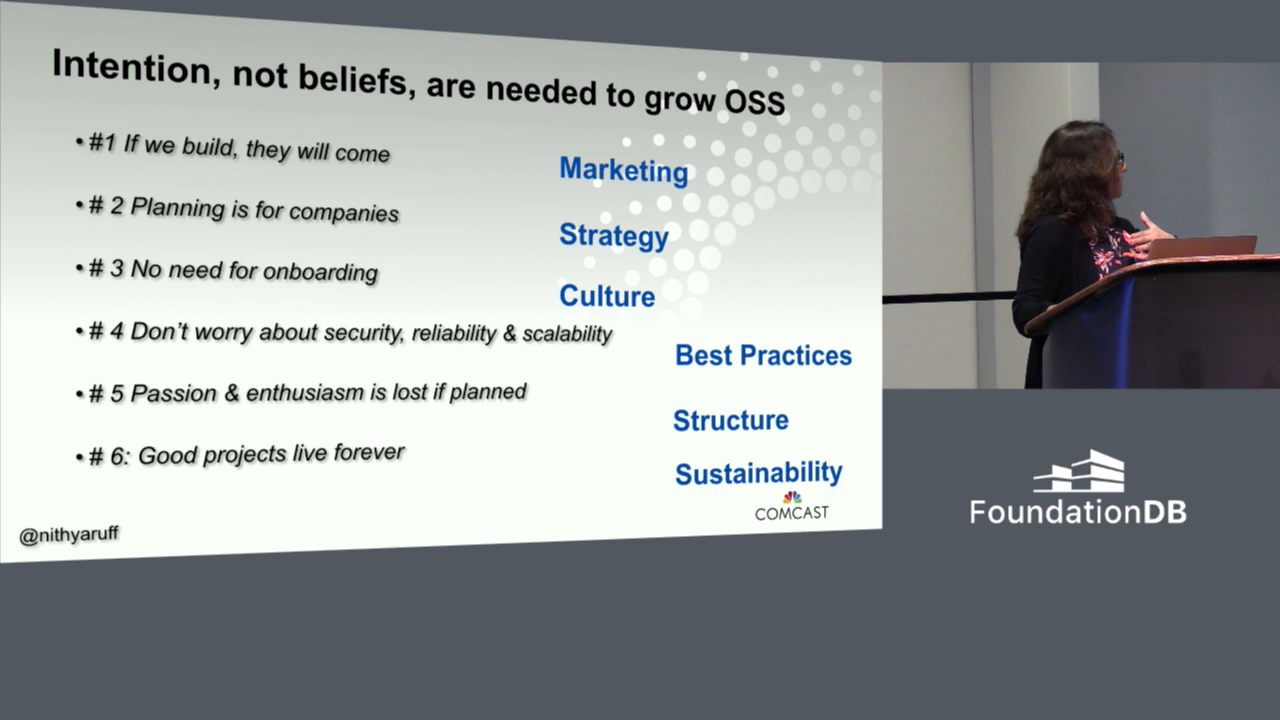 Intention, not beliefs, are needed to grow OSS
• #1 If we build, they will come
Marketing
• # 2 Planning is for companies
Strategy
• # 3 No need for onboarding
Culture
• # 4 Don’t worry about security, reliability & scalability
Best Practices
• # 5 Passion & enthusiasm is lost if planned
Structure
• # 6: Good projects live forever
Sustainability
COMCAST
@nithyaruff
FoundationDB